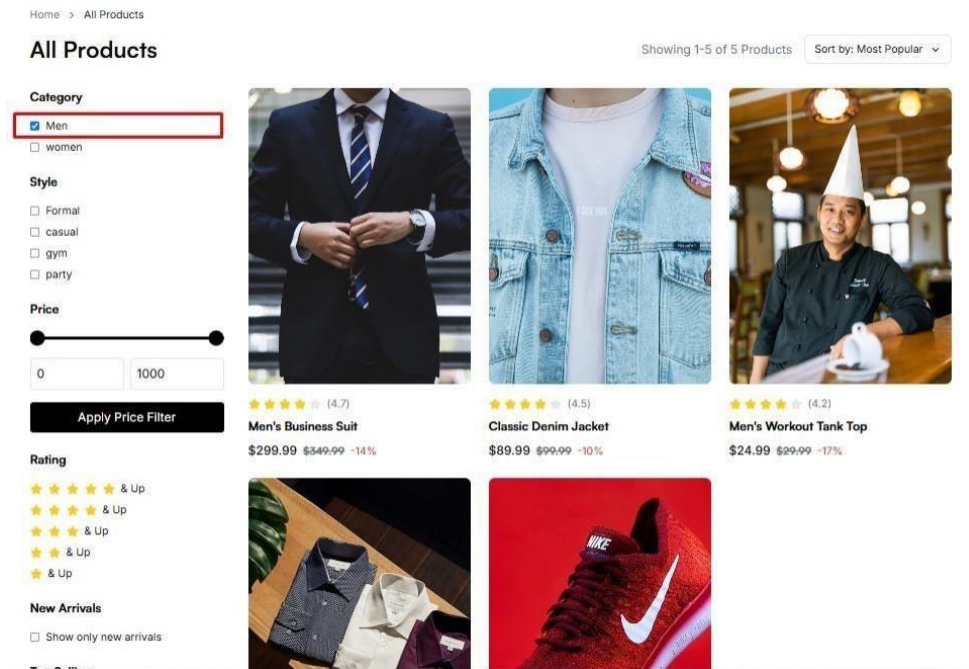 Home > All Products
All Products
Showing 1-5 of 5 Products
Sort by: Most Popular
Category
Men
women
Style
Formal
casual
gym
party
Price
0
1000
Apply Price Filter
Rating
& Up
& Up
& Up
& Up
& Up
New Arrivals
Show only new arrivals
(4.7)
Men's Business Suit
$299.99 $349.99 -14%
(4.5)
Classic Denim Jacket
$89.99 $99.99 -10%
(4.2)
Men's Workout Tank Top
$24.99 $29.99 -17%
NIKE